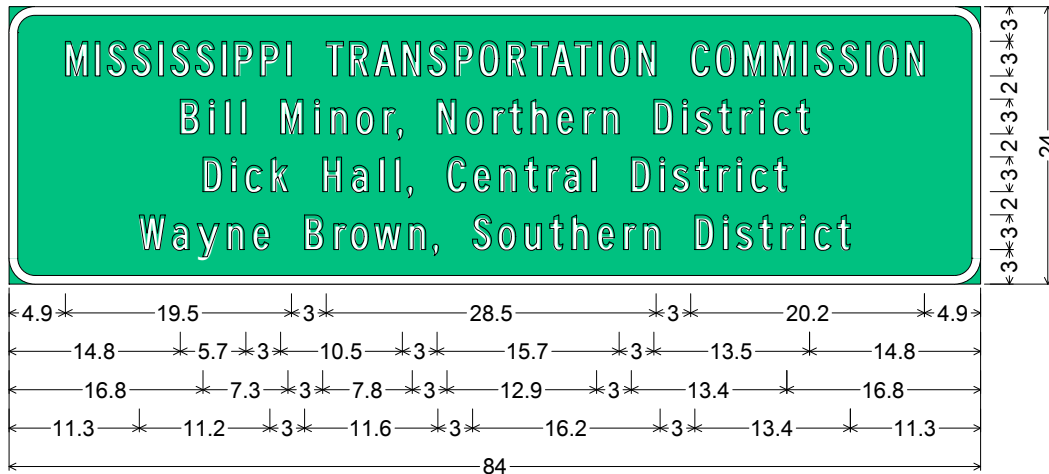 MISSISSIPPI TRANSPORTATION COMMISSION
Bill Minor, Northern District
Dick Hall, Central District
Wayne Brown, Southern District
3
3
2
3
2
3
2
3
3
24
4.9 19.5 3 28.5 3 20.2 4.9
14.8 5.7 3 10.5 3 15.7 3 13.5 14.8
16.8 7.3 3 7.8 3 12.9 3 13.4 16.8
11.3 11.2 3 11.6 3 16.2 3 13.4 11.3
84